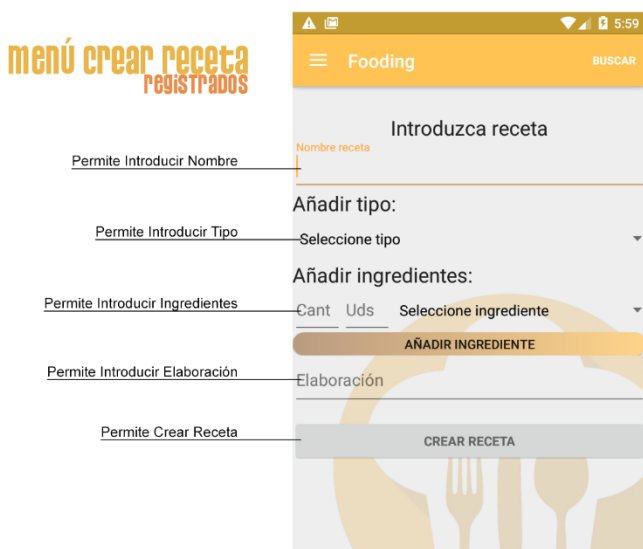 menú crear receta
registrados
5:59
Fooding
BUSCAR
Introduzca receta
Nombre receta
Permite Introducir Nombre
Añadir tipo:
Permite Introducir Tipo
Seleccione tipo
Añadir ingredientes:
Permite Introducir Ingredientes
Cant Uds Seleccione ingrediente
AÑADIR INGREDIENTE
Permite Introducir Elaboración
Elaboración
Permite Crear Receta
CREAR RECETA